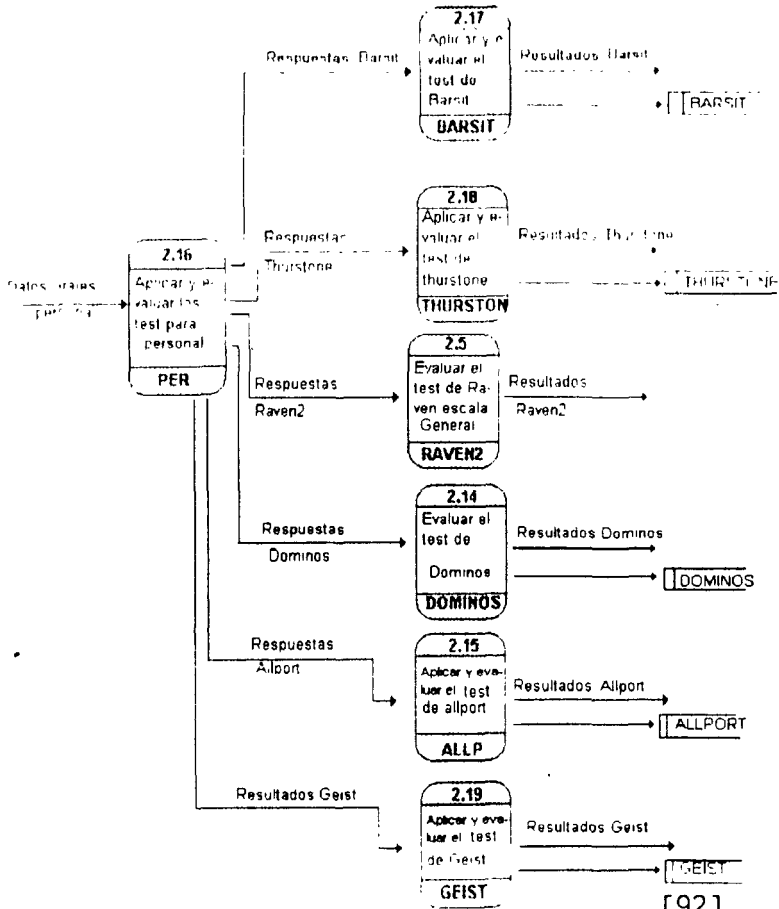 2.17
Aplicar y e-
valuar el
test de
Barsit
BARSIT
Respuestas Barsit
Resultados Barsit
BARSIT
2.18
Aplicar y e-
valuar el
test de
thurstone
THURSTON
Respuestas
Thurstone
Resultados Thurstone
THURSTONE
2.16
Aplicar y e-
valuar los
test para
personal
PER
Datos
2.5
Evaluar el
test de Ra-
ven escala
General
RAVEN2
Respuestas
Raven2
Resultados
Raven2
2.14
Evaluar el
test de
Dominos
DOMINOS
Respuestas
Dominos
Resultados Dominos
DOMINOS
2.15
Aplicar y eva-
luar el test
de allport
ALLP
Respuestas
Allport
Resultados Allport
ALLPORT
2.19
Aplicar y eva-
luar el test
de Geist
GEIST
Resultados Geist
Resultados Geist
GEIST
[92]